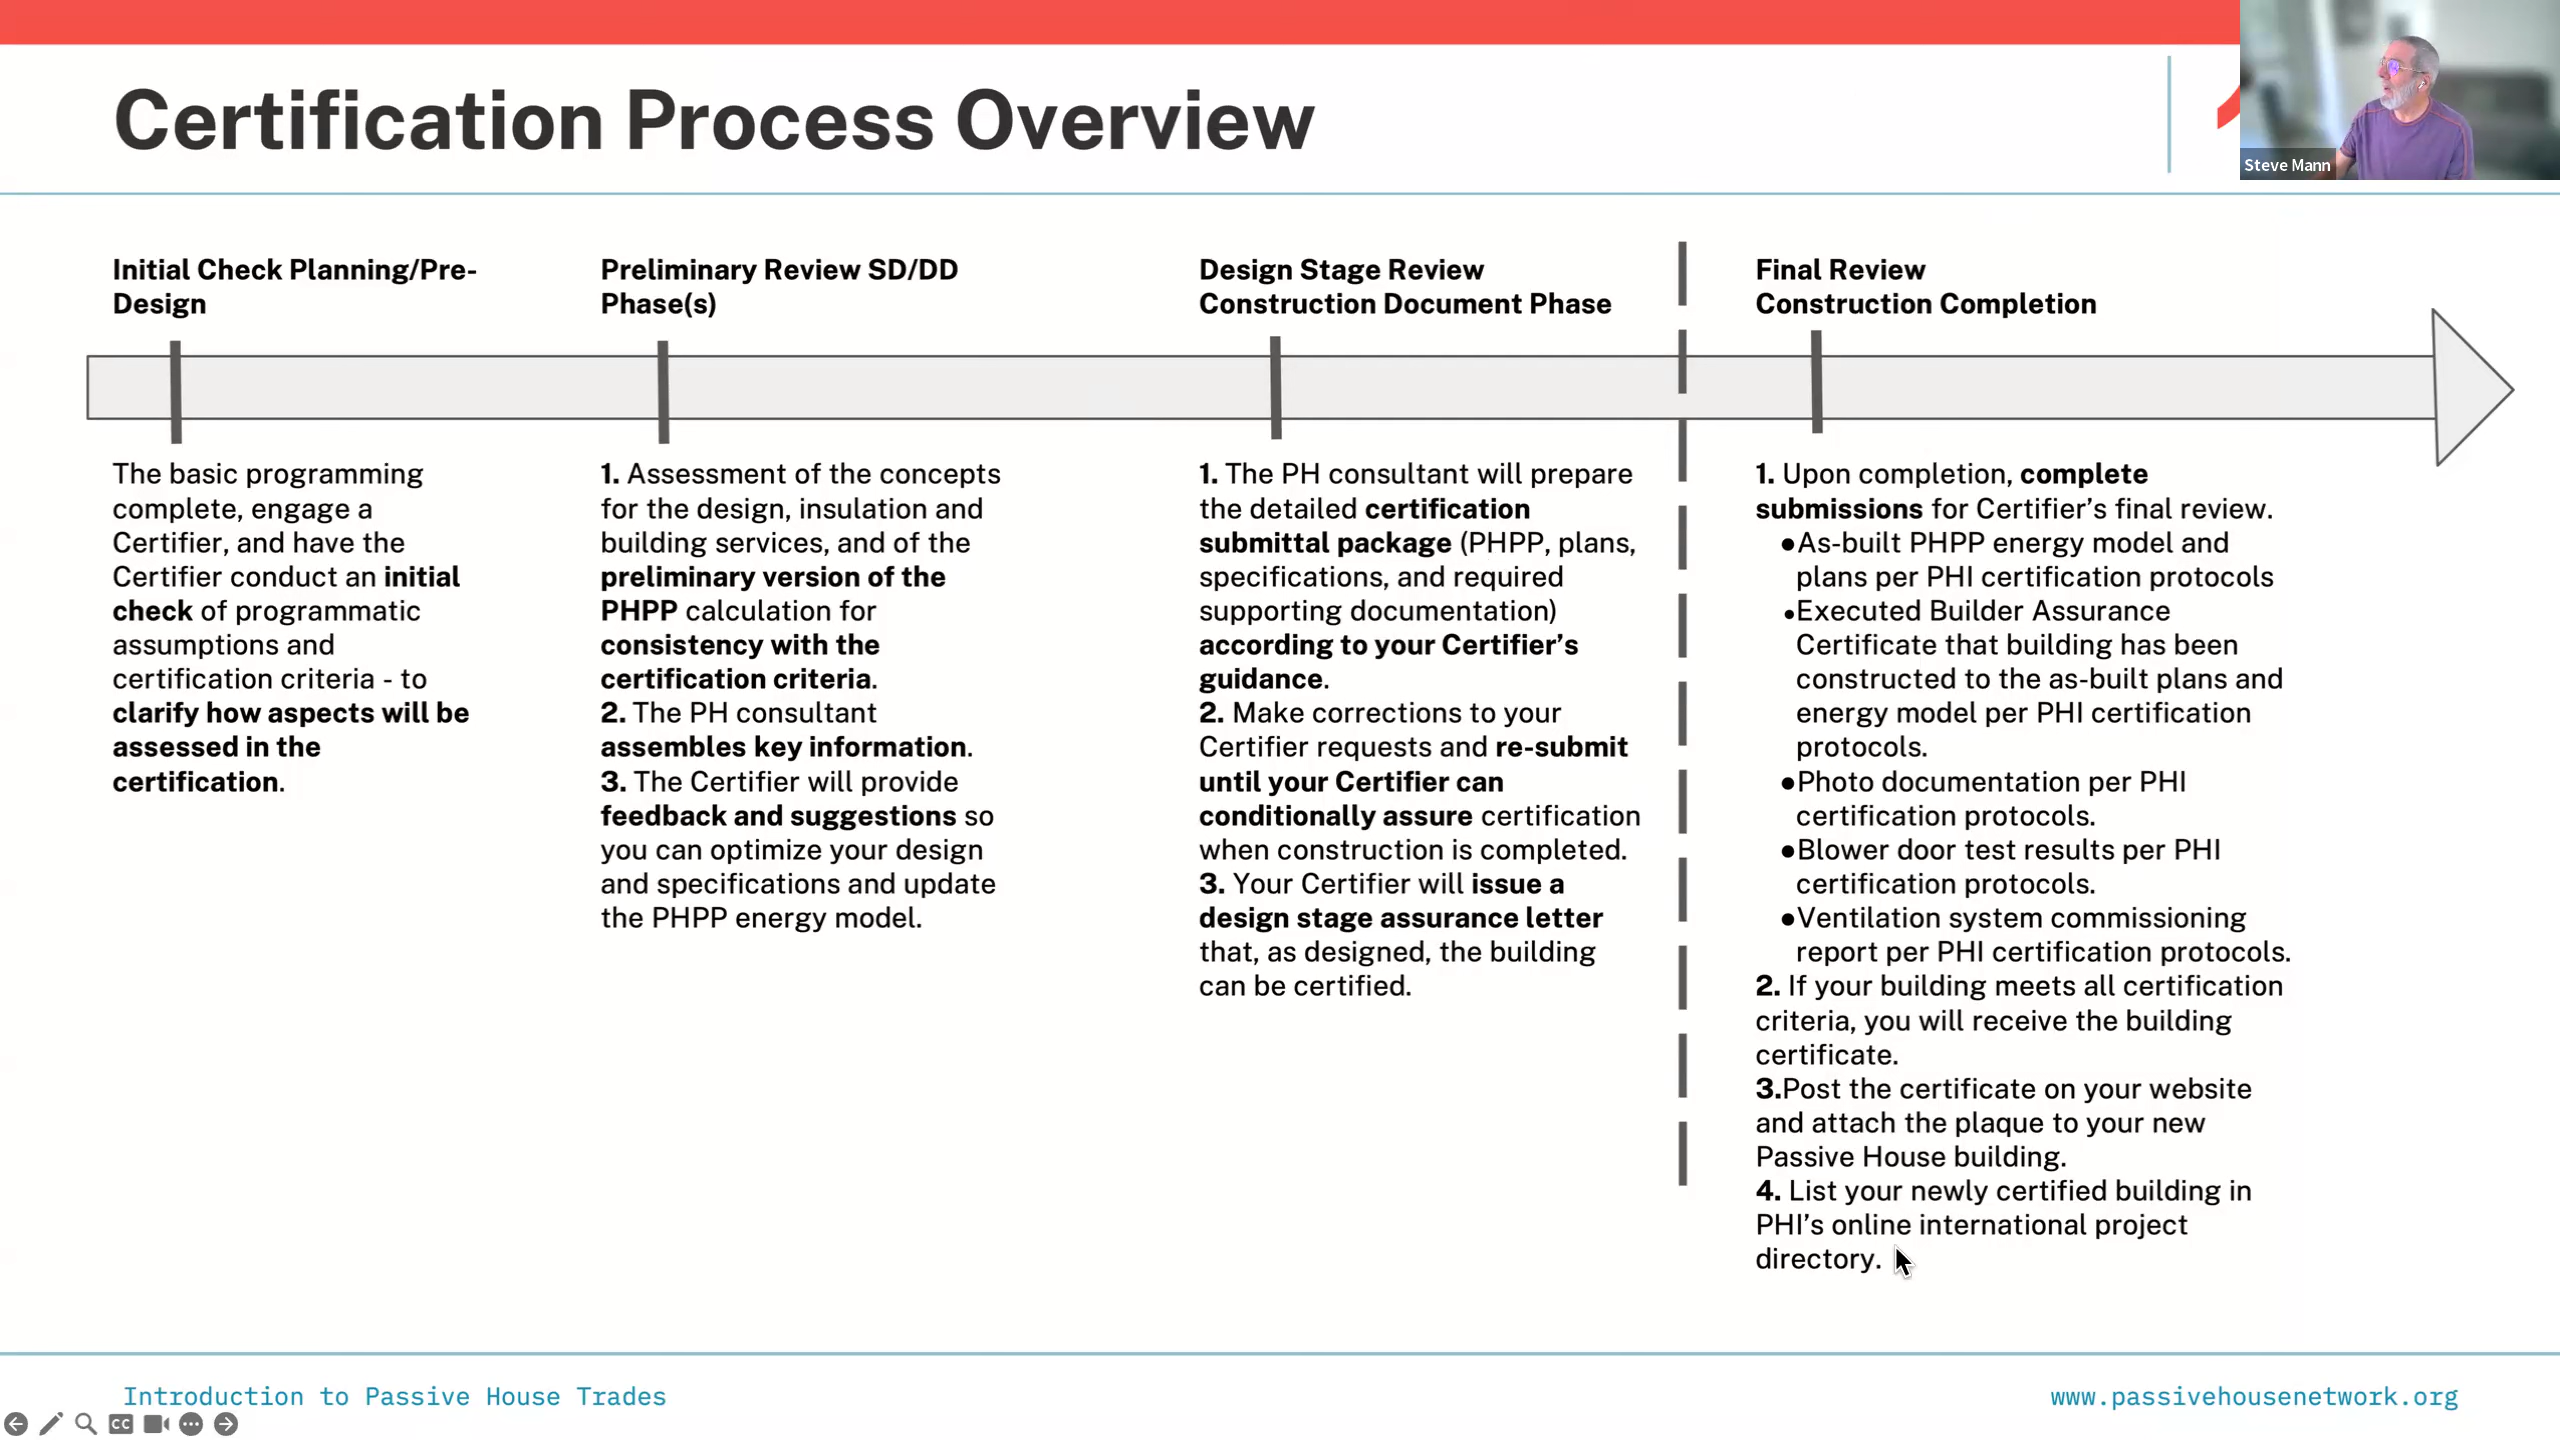 Certification Process Overview
Steve Mann
Initial Check Planning/Pre-
Design
The basic programming
complete, engage a
Certifier, and have the
Certifier conduct an initial
check of programmatic
assumptions and
certification criteria - to
clarify how aspects will be
assessed in the
certification.
Preliminary Review SD/DD
Phase(s)
1. Assessment of the concepts
for the design, insulation and
building services, and of the
preliminary version of the
PHPP calculation for
consistency with the
certification criteria.
2. The PH consultant
assembles key information.
3. The Certifier will provide
feedback and suggestions so
you can optimize your design
and specifications and update
the PHPP energy model.
Design Stage Review
Construction Document Phase
1. The PH consultant will prepare
the detailed certification
submittal package (PHPP, plans,
specifications, and required
supporting documentation)
according to your Certifier’s
guidance.
2. Make corrections to your
Certifier requests and re-submit
until your Certifier can
conditionally assure certification
when construction is completed.
3. Your Certifier will issue a
design stage assurance letter
that, as designed, the building
can be certified.
Final Review
Construction Completion
1. Upon completion, complete
submissions for Certifier’s final review.
●As-built PHPP energy model and
plans per PHI certification protocols
●Executed Builder Assurance
Certificate that building has been
constructed to the as-built plans and
energy model per PHI certification
protocols.
●Photo documentation per PHI
certification protocols.
●Blower door test results per PHI
certification protocols.
●Ventilation system commissioning
report per PHI certification protocols.
2. If your building meets all certification
criteria, you will receive the building
certificate.
3.Post the certificate on your website
and attach the plaque to your new
Passive House building.
4. List your newly certified building in
PHI’s online international project
directory.
Introduction to Passive House Trades
www.passivehousenetwork.org
CC